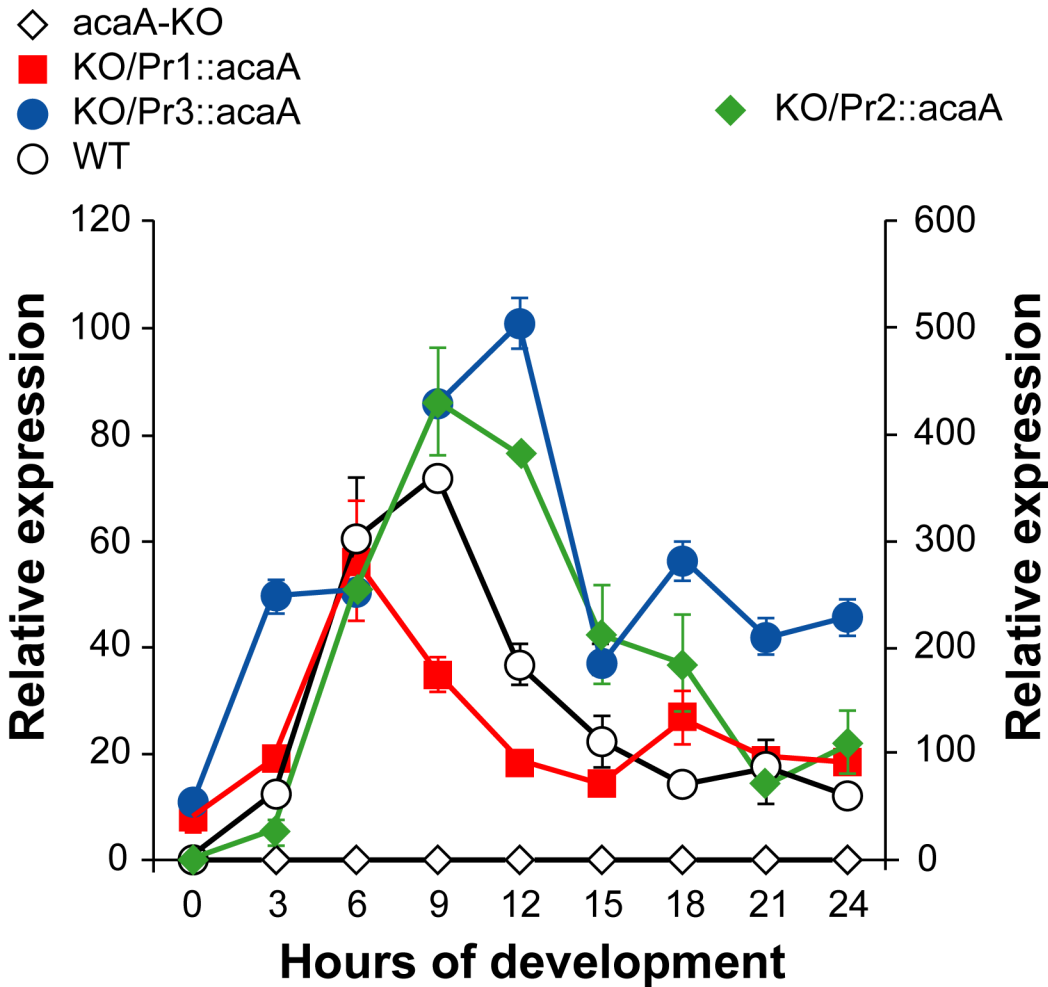 acaA-KO
KO/Pr1::acaA
KO/Pr3::acaA
WT
KO/Pr2::acaA
Relative expression
120
100
80
60
40
20
0
600
500
400
300
200
100
0
Relative expression
0 3 6 9 12 15 18 21 24
Hours of development